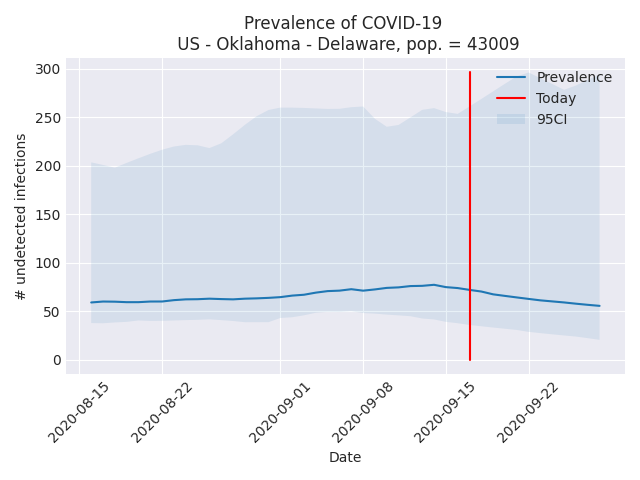 Prevalence of COVID-19
US - Oklahoma - Delaware, pop. = 43009
300
250
200
150
100
50
0
# undetected infections
Prevalence
Today
95CI
2020-08-15
2020-08-22
2020-09-01
2020-09-08
2020-09-15
2020-09-22
Date